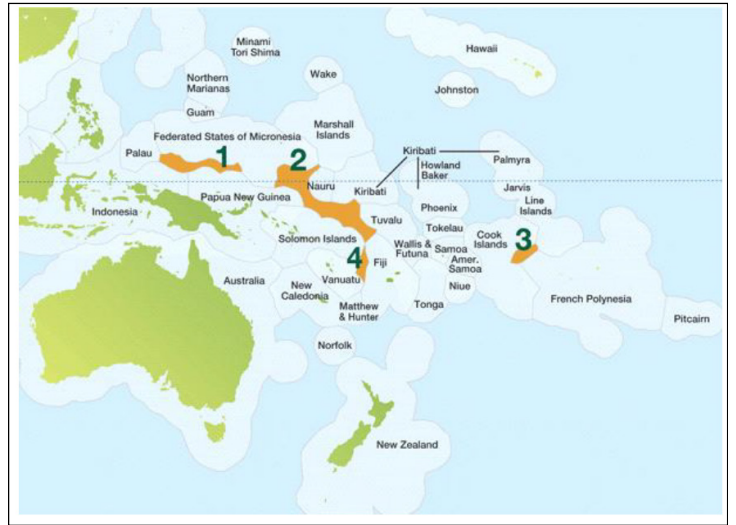 Minami
Tori Shima
Hawaii
Wake
Northern
Marianas
Johnston
Guam
Marshall
Islands
Federated States of Micronesia
Palau
1
2
Kiribati
Palmyra
Howland
Baker
Nauru
Kiribati
Jarvis
Papua New Guinea
Line
Islands
Indonesia
Phoenix
Tuvalu
Tokelau
Solomon Islands
Cook
Islands
3
Wallis &
Futuna
Samoa
4
Fiji
Amer.
Samoa
Australia
Vanuatu
Niue
New
Caledonia
French Polynesia
Matthew
& Hunter
Tonga
Pitcairn
Norfolk
New Zealand